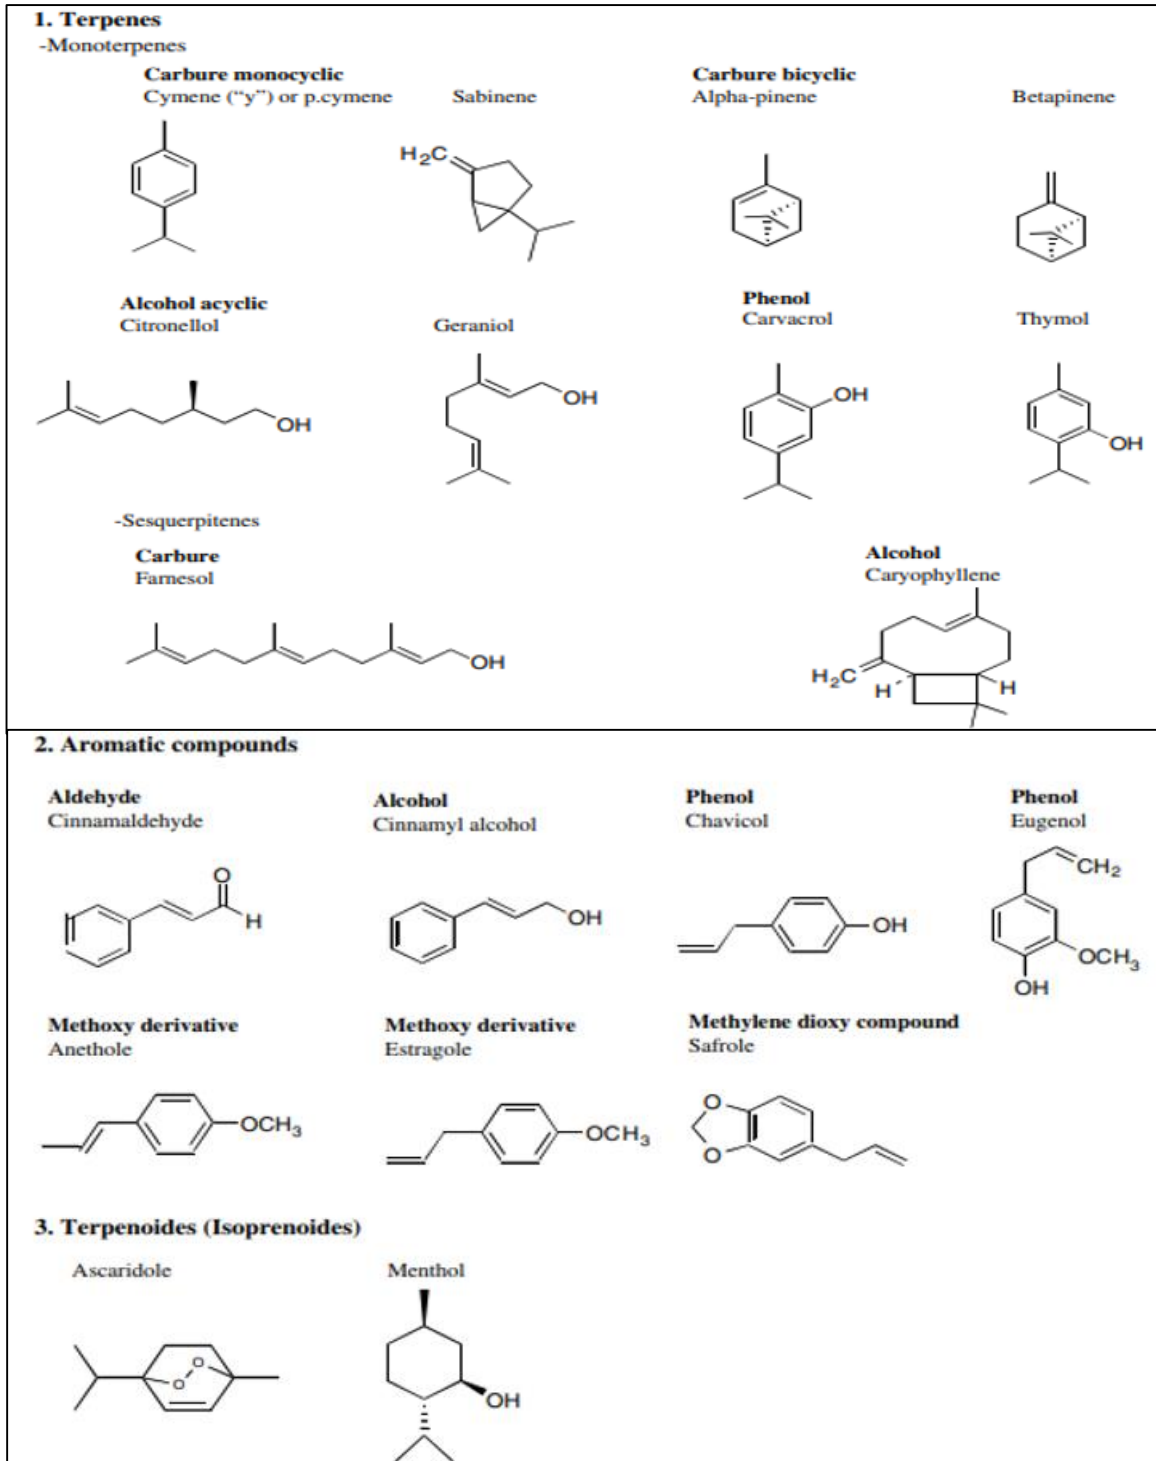 1. Terpenes
-Monoterpenes
Carbure monocyclic
Carbure bicyclic
Cymene (“y”) or p.cymene
Sabinene
Alpha-pinene
Betapinene
H2C
Alcohol acyclic
Phenol
Citronellol
Geraniol
Carvacrol
Thymol
OH
OH
OH
OH
-Sesquerpitenes
Carbure
Alcohol
Farnesol
Caryophyllene
OH
H2C
H
H
2. Aromatic compounds
Aldehyde
Alcohol
Phenol
Phenol
Cinnamaldehyde
Cinnamyl alcohol
Chavicol
Eugenol
O
H
OH
OH
CH2
OCH3
OH
Methoxy derivative
Methoxy derivative
Methylene dioxy compound
Anethole
Estragole
Safrole
OCH3
OCH3
O
O
3. Terpenoides (Isoprenoides)
Ascaridole
Menthol
O
O
OH